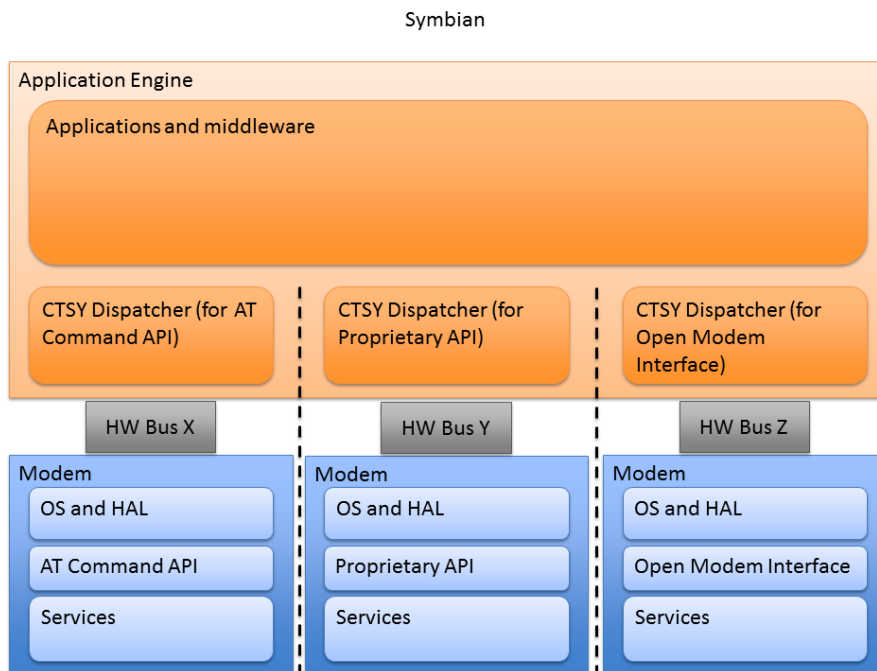 Symbian
Application Engine
Applications and middleware
CTSY Dispatcher (for AT
Command API)
CTSY Dispatcher (for
Proprietary API)
CTSY Dispatcher (for
Open Modem
Interface)
HW Bus X
HW Bus Y
HW Bus Z
Modem
OS and HAL
AT Command API
Services
Modem
OS and HAL
Proprietary API
Services
Modem
OS and HAL
Open Modem Interface
Services